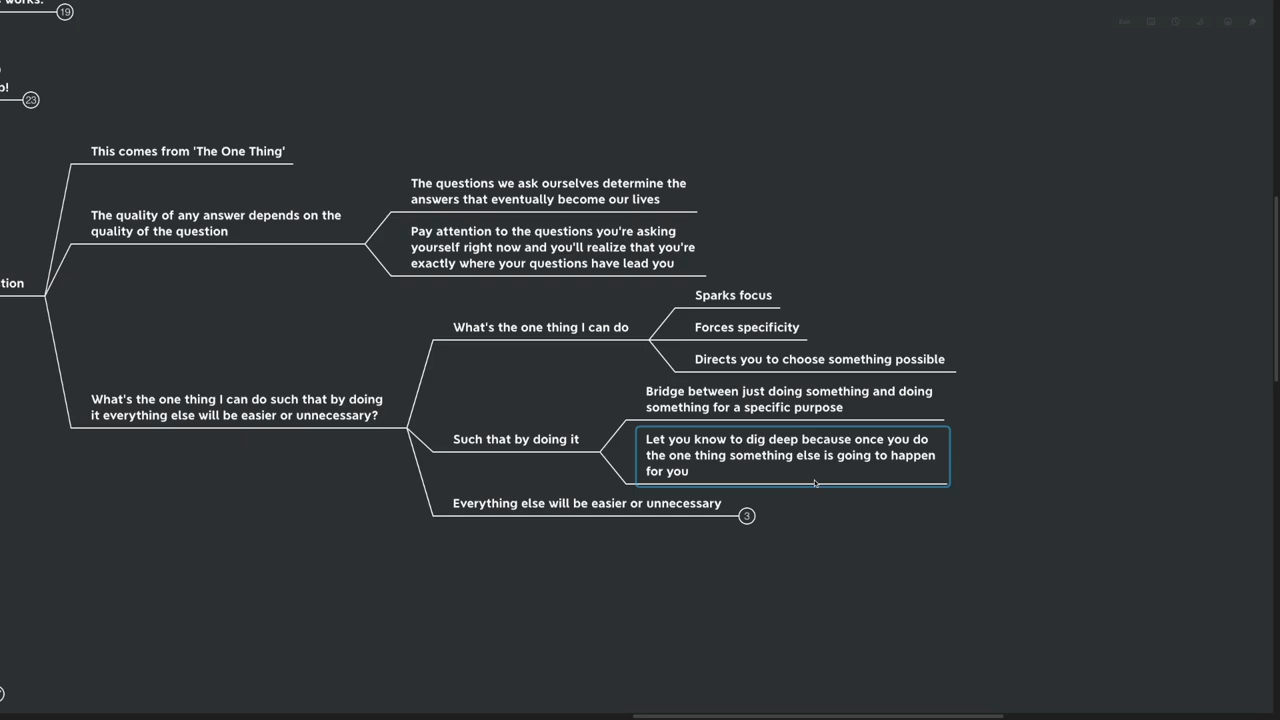 works.
19
p!
23
This comes from 'The One Thing'
The questions we ask ourselves determine the
answers that eventually become our lives
The quality of any answer depends on the
quality of the question
Pay attention to the questions you're asking
yourself right now and you'll realize that you're
exactly where your questions have lead you
tion
Sparks focus
What's the one thing I can do
Forces specificity
Directs you to choose something possible
What's the one thing I can do such that by doing
it everything else will be easier or unnecessary?
Bridge between just doing something and doing
something for a specific purpose
Such that by doing it
Let you know to dig deep because once you do
the one thing something else is going to happen
for you
Everything else will be easier or unnecessary
3